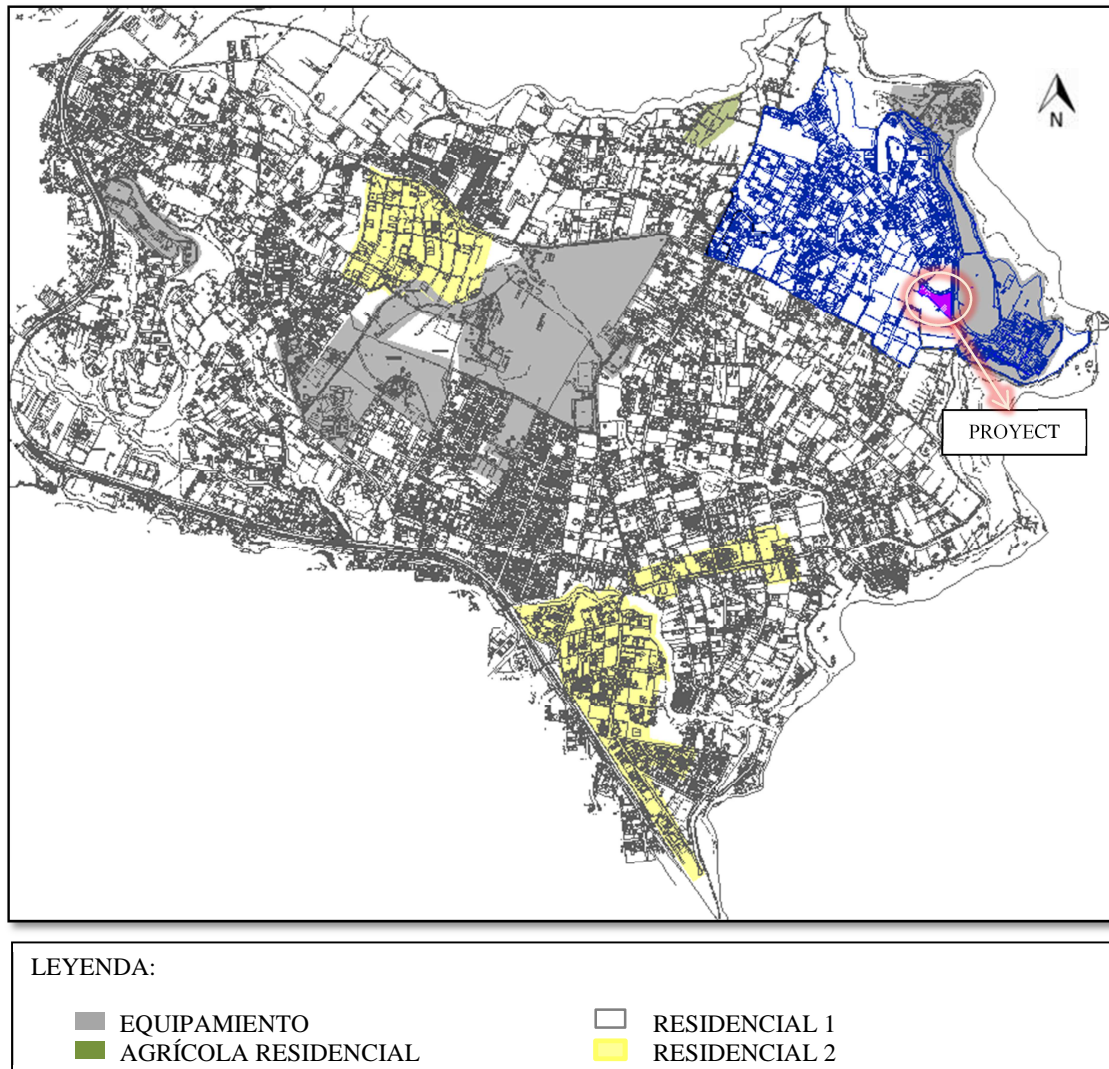 N
PROYECT
LEYENDA:
EQUIPAMIENTO
RESIDENCIAL 1
AGRÍCOLA RESIDENCIAL
RESIDENCIAL 2